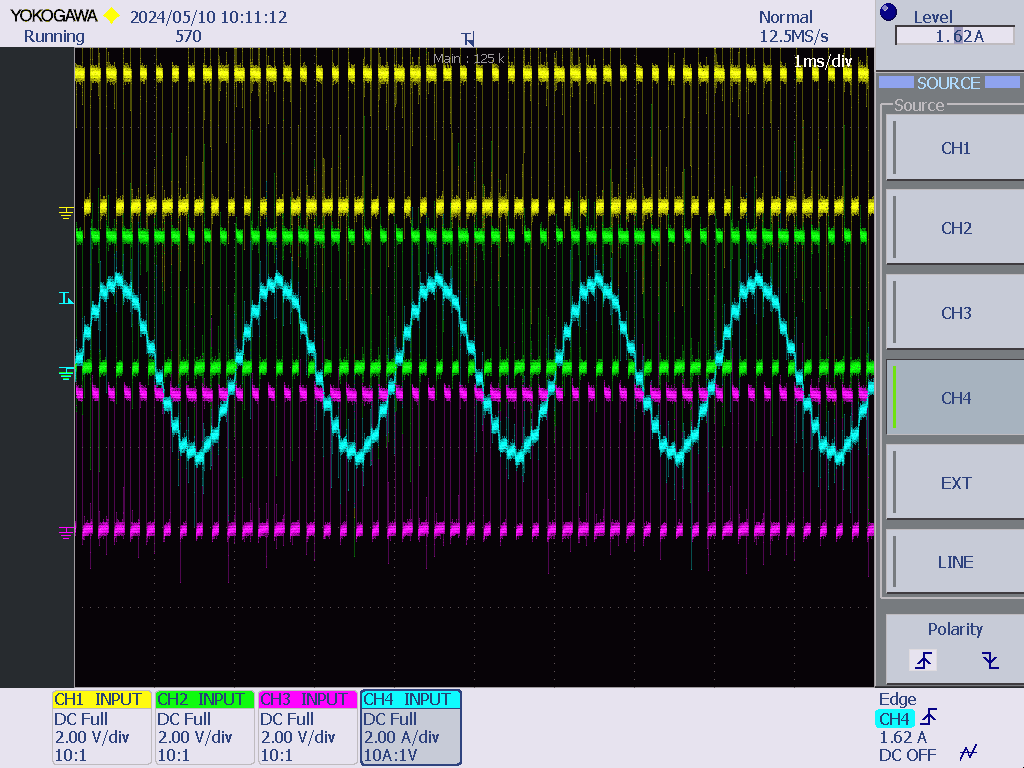 YOKOGAWA 2024/05/10 10:11:12
Running 570
Normal
12.5MS/s
Level
1.62A
Main : 125 k
1ms/div
SOURCE
Source
CH1
CH2
CH3
CH4
EXT
LINE
Polarity
CH1 INPUT
DC Full
2.00 V/div
10:1
CH2 INPUT
DC Full
2.00 V/div
10:1
CH3 INPUT
DC Full
2.00 V/div
10:1
CH4 INPUT
DC Full
2.00 A/div
10A:1V
Edge
CH4
1.62 A
DC OFF